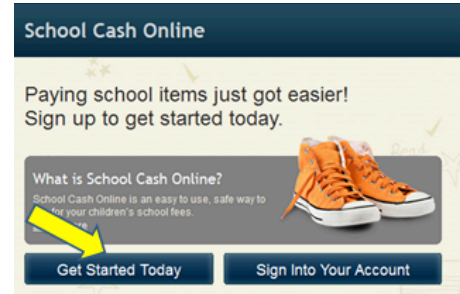 School Cash Online
Paying school items just got easier!
Sign up to get started today.
What is School Cash Online?
School Cash Online is an easy to use, safe way to
for your children's school fees.
Get Started Today
Sign Into Your Account